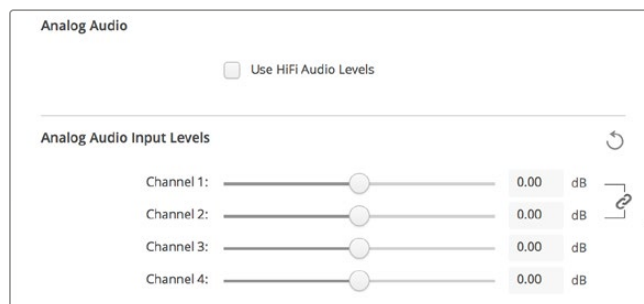 Analog Audio
Use HiFi Audio Levels
Analog Audio Input Levels
Channel 1: 0.00 dB
Channel 2: 0.00 dB
Channel 3: 0.00 dB
Channel 4: 0.00 dB